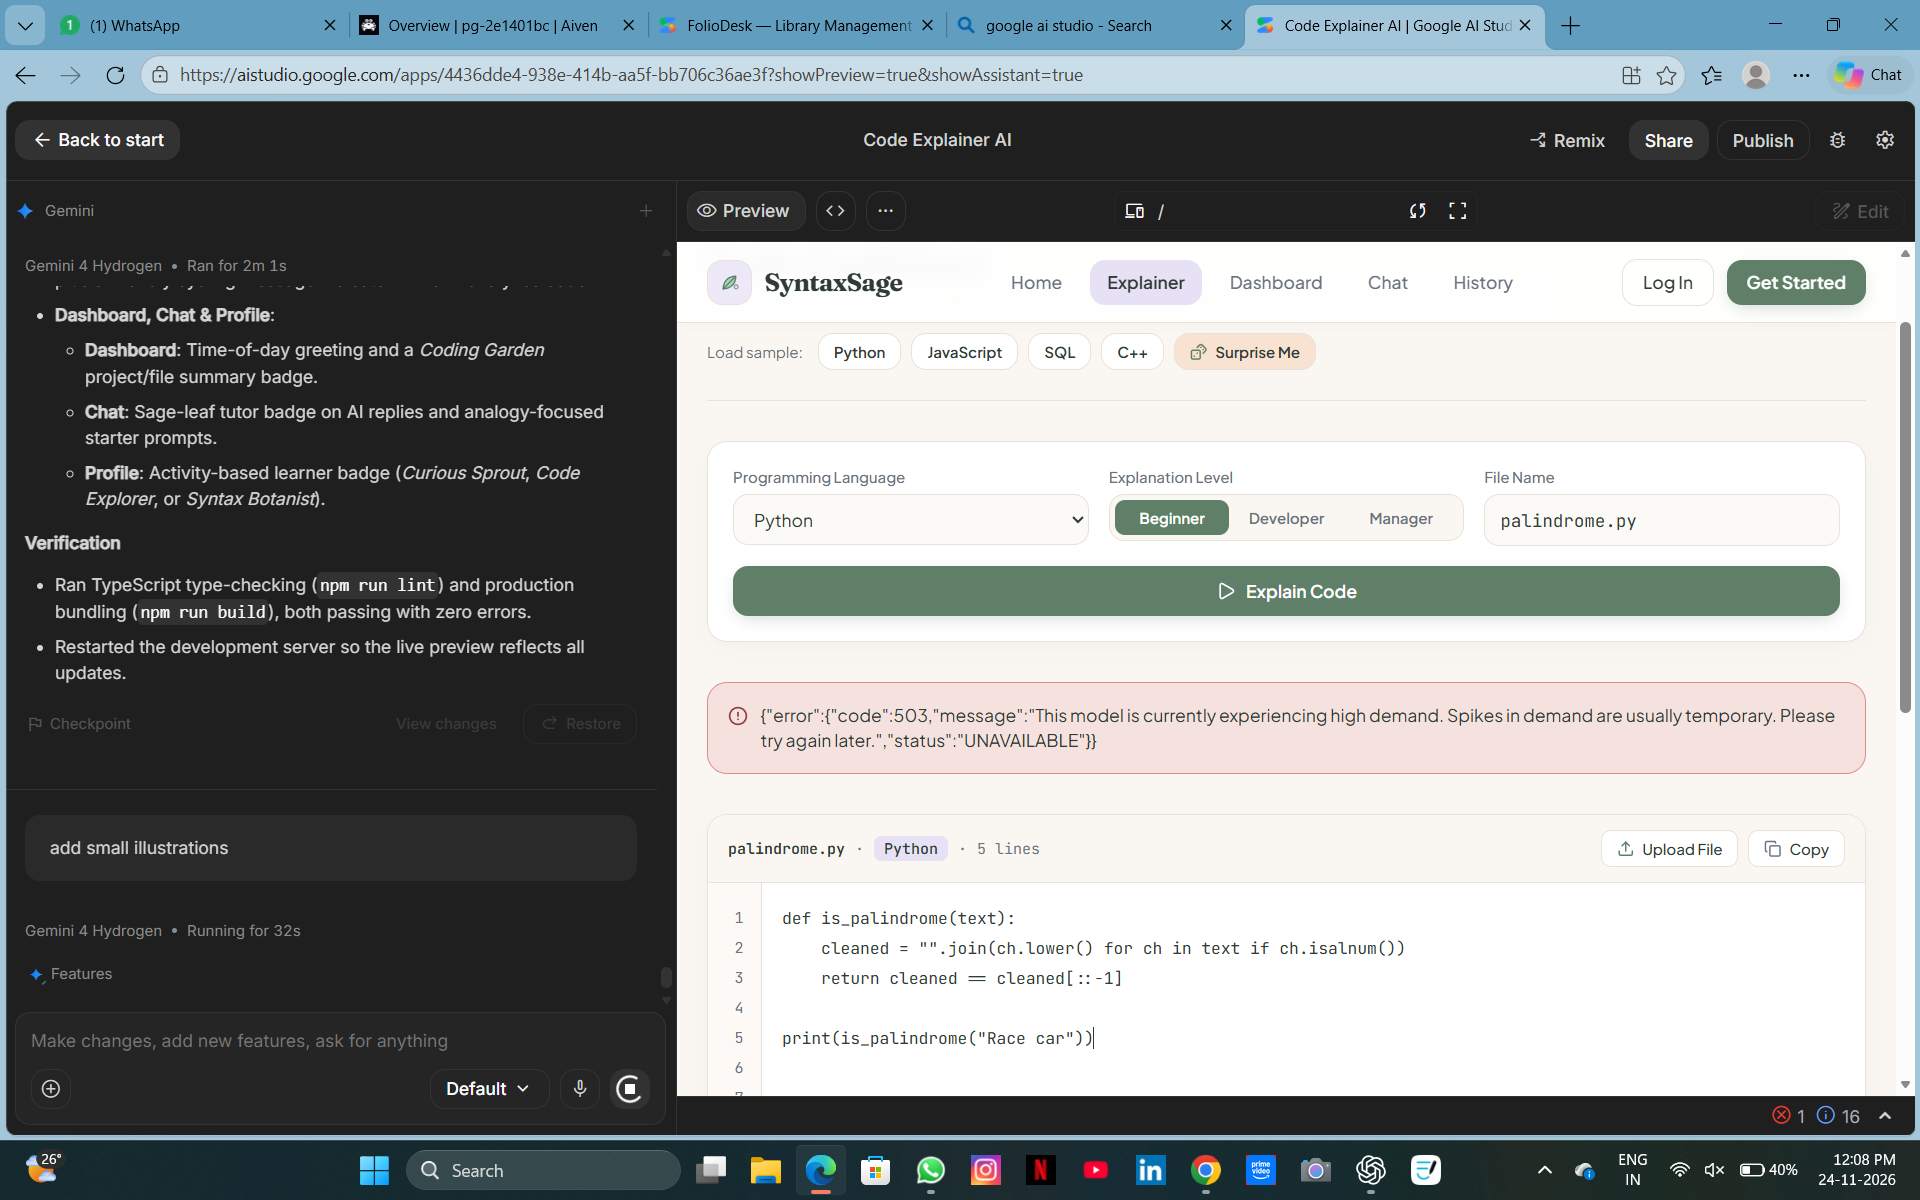 (1) WhatsApp
Overview | pg-2e1401bc | Aiven
FolioDesk — Library Management
google ai studio - Search
Code Explainer AI | Google AI Stud
https://aistudio.google.com/apps/4436dde4-938e-414b-aa5f-bb706c36ae3f?showPreview=true&showAssistant=true
Chat
Back to start
Code Explainer AI
Remix
Share
Publish
Gemini
Gemini 4 Hydrogen • Ran for 2m 1s
Dashboard, Chat & Profile:
Dashboard: Time-of-day greeting and a Coding Garden
project/file summary badge.
Chat: Sage-leaf tutor badge on AI replies and analogy-focused
starter prompts.
Profile: Activity-based learner badge (Curious Sprout, Code
Explorer, or Syntax Botanist).
Verification
Ran TypeScript type-checking (npm run lint) and production
bundling (npm run build), both passing with zero errors.
Restarted the development server so the live preview reflects all
updates.
Checkpoint
View changes
Restore
add small illustrations
Gemini 4 Hydrogen • Running for 32s
Features
Make changes, add new features, ask for anything
Default
Preview
/
Edit
SyntaxSage
Home
Explainer
Dashboard
Chat
History
Log In
Get Started
Load sample:
Python
JavaScript
SQL
C++
Surprise Me
Programming Language
Explanation Level
File Name
Python
Beginner
Developer
Manager
palindrome.py
Explain Code
{"error":{"code":503,"message":"This model is currently experiencing high demand. Spikes in demand are usually temporary. Please
try again later.","status":"UNAVAILABLE"}}
palindrome.py · Python · 5 lines
Upload File
Copy
1 def is_palindrome(text):
2 cleaned = "".join(ch.lower() for ch in text if ch.isalnum())
3 return cleaned == cleaned[::-1]
4
5 print(is_palindrome("Race car"))
6
1
16
26°
1
Search
prime video
ENG
IN
40%
12:08 PM
24-11-2026